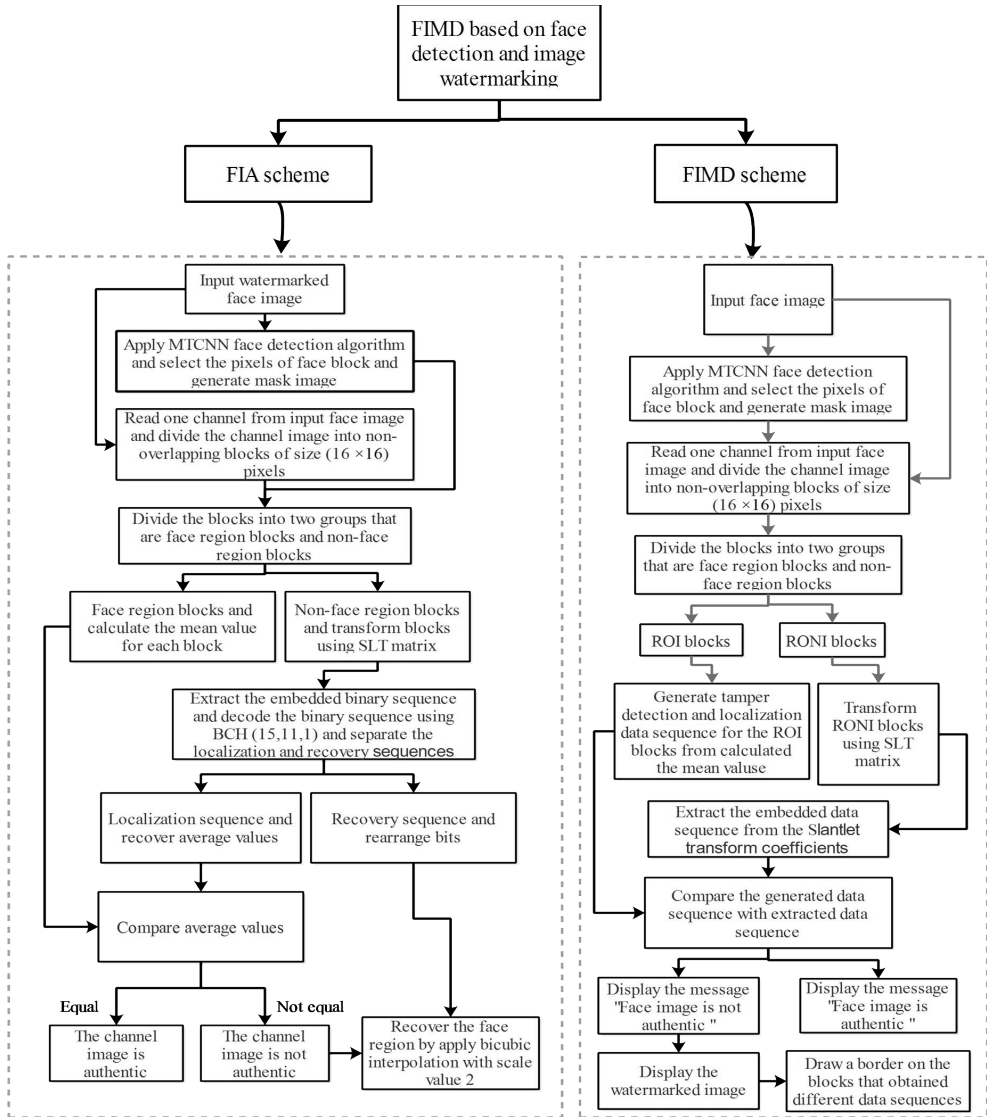 FIMD based on face
detection and image
watermarking
FIA scheme
FIMD scheme
Input watermarked
face image
Apply MTCNN face detection algorithm
and select the pixels of face block and
generate mask image
Read one channel from input face image
and divide the channel image into non-
overlapping blocks of size (16 ×16)
pixels
Divide the blocks into two groups that
are face region blocks and non-face
region blocks
Face region blocks and
calculate the mean value
for each block
Non-face region blocks
and transform blocks
using SLT matrix
Extract the embedded binary sequence
and decode the binary sequence using
BCH (15,11,1) and separate the
localization and recovery sequences
Localization sequence and
recover average values
Recovery sequence and
rearrange bits
Compare average values
Equal
Not equal
The channel
image is
authentic
The channel
image is not
authentic
Recover the face
region by apply bicubic
interpolation with scale
value 2
Input face image
Apply MTCNN face detection
algorithm and select the pixels of
face block and generate mask image
Read one channel from input face
image and divide the channel image
into non-overlapping blocks of size
(16 ×16) pixels
Divide the blocks into two groups
that are face region blocks and non-
face region blocks
ROI blocks
RONI blocks
Generate tamper
detection and localization
data sequence for the ROI
blocks from calculated
the mean valuse
Transform
RONI blocks
using SLT
matrix
Extract the embedded data
sequence from the Slantlet
transform coefficients
Compare the generated data
sequence with extracted data
sequence
Display the message
"Face image is not
authentic "
Display the message
"Face image is
authentic "
Display the
watermarked image
Draw a border on the
blocks that obtained
different data sequences